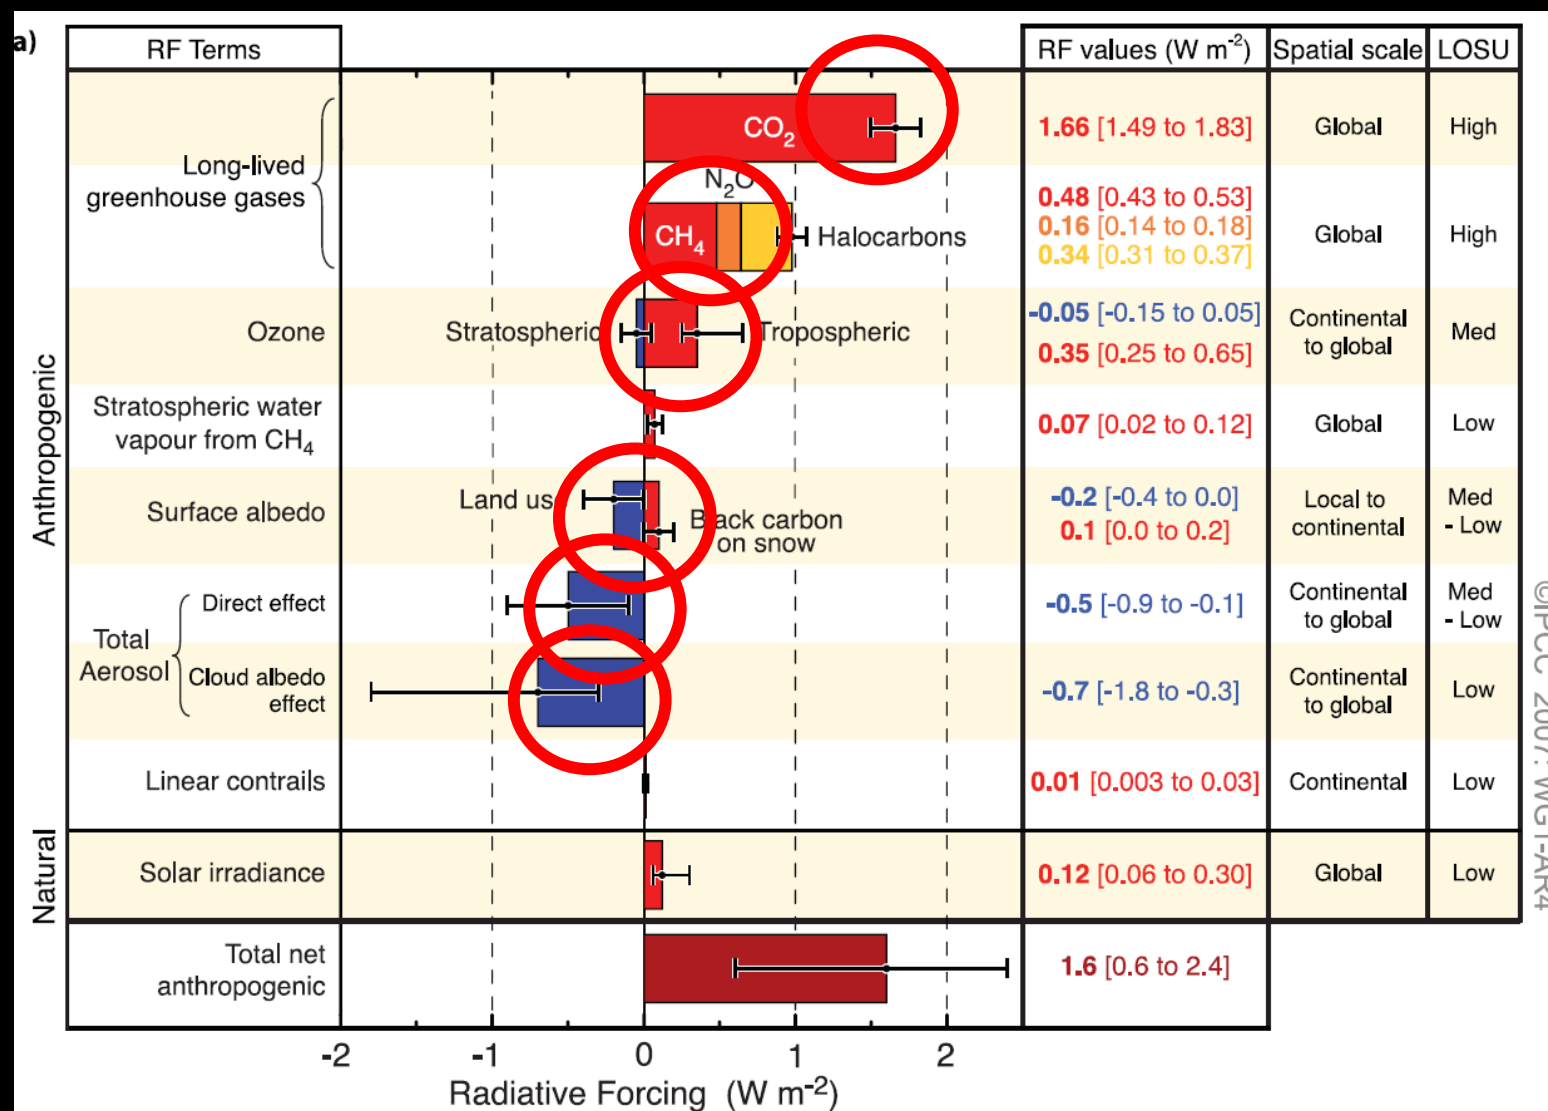 a)
RF Terms
RF values (W m⁻²)
Spatial scale
LOSU
Anthropogenic
Long-lived
greenhouse gases
CO₂
1.66 [1.49 to 1.83]
Global
High
N₂O
CH₄
Halocarbons
0.48 [0.43 to 0.53]
0.16 [0.14 to 0.18]
0.34 [0.31 to 0.37]
Global
High
Ozone
Stratospheric
Tropospheric
-0.05 [-0.15 to 0.05]
0.35 [0.25 to 0.65]
Continental
to global
Med
Stratospheric water
vapour from CH₄
0.07 [0.02 to 0.12]
Global
Low
Surface albedo
Land use
Black carbon
on snow
-0.2 [-0.4 to 0.0]
0.1 [0.0 to 0.2]
Local to
continental
Med
- Low
Total
Aerosol
Direct effect
-0.5 [-0.9 to -0.1]
Continental
to global
Med
- Low
Cloud albedo
effect
-0.7 [-1.8 to -0.3]
Continental
to global
Low
Linear contrails
0.01 [0.003 to 0.03]
Continental
Low
Natural
Solar irradiance
0.12 [0.06 to 0.30]
Global
Low
Total net
anthropogenic
1.6 [0.6 to 2.4]
-2 -1 0 1 2
Radiative Forcing (W m⁻²)
©IPCC 2007: WG1-AR4